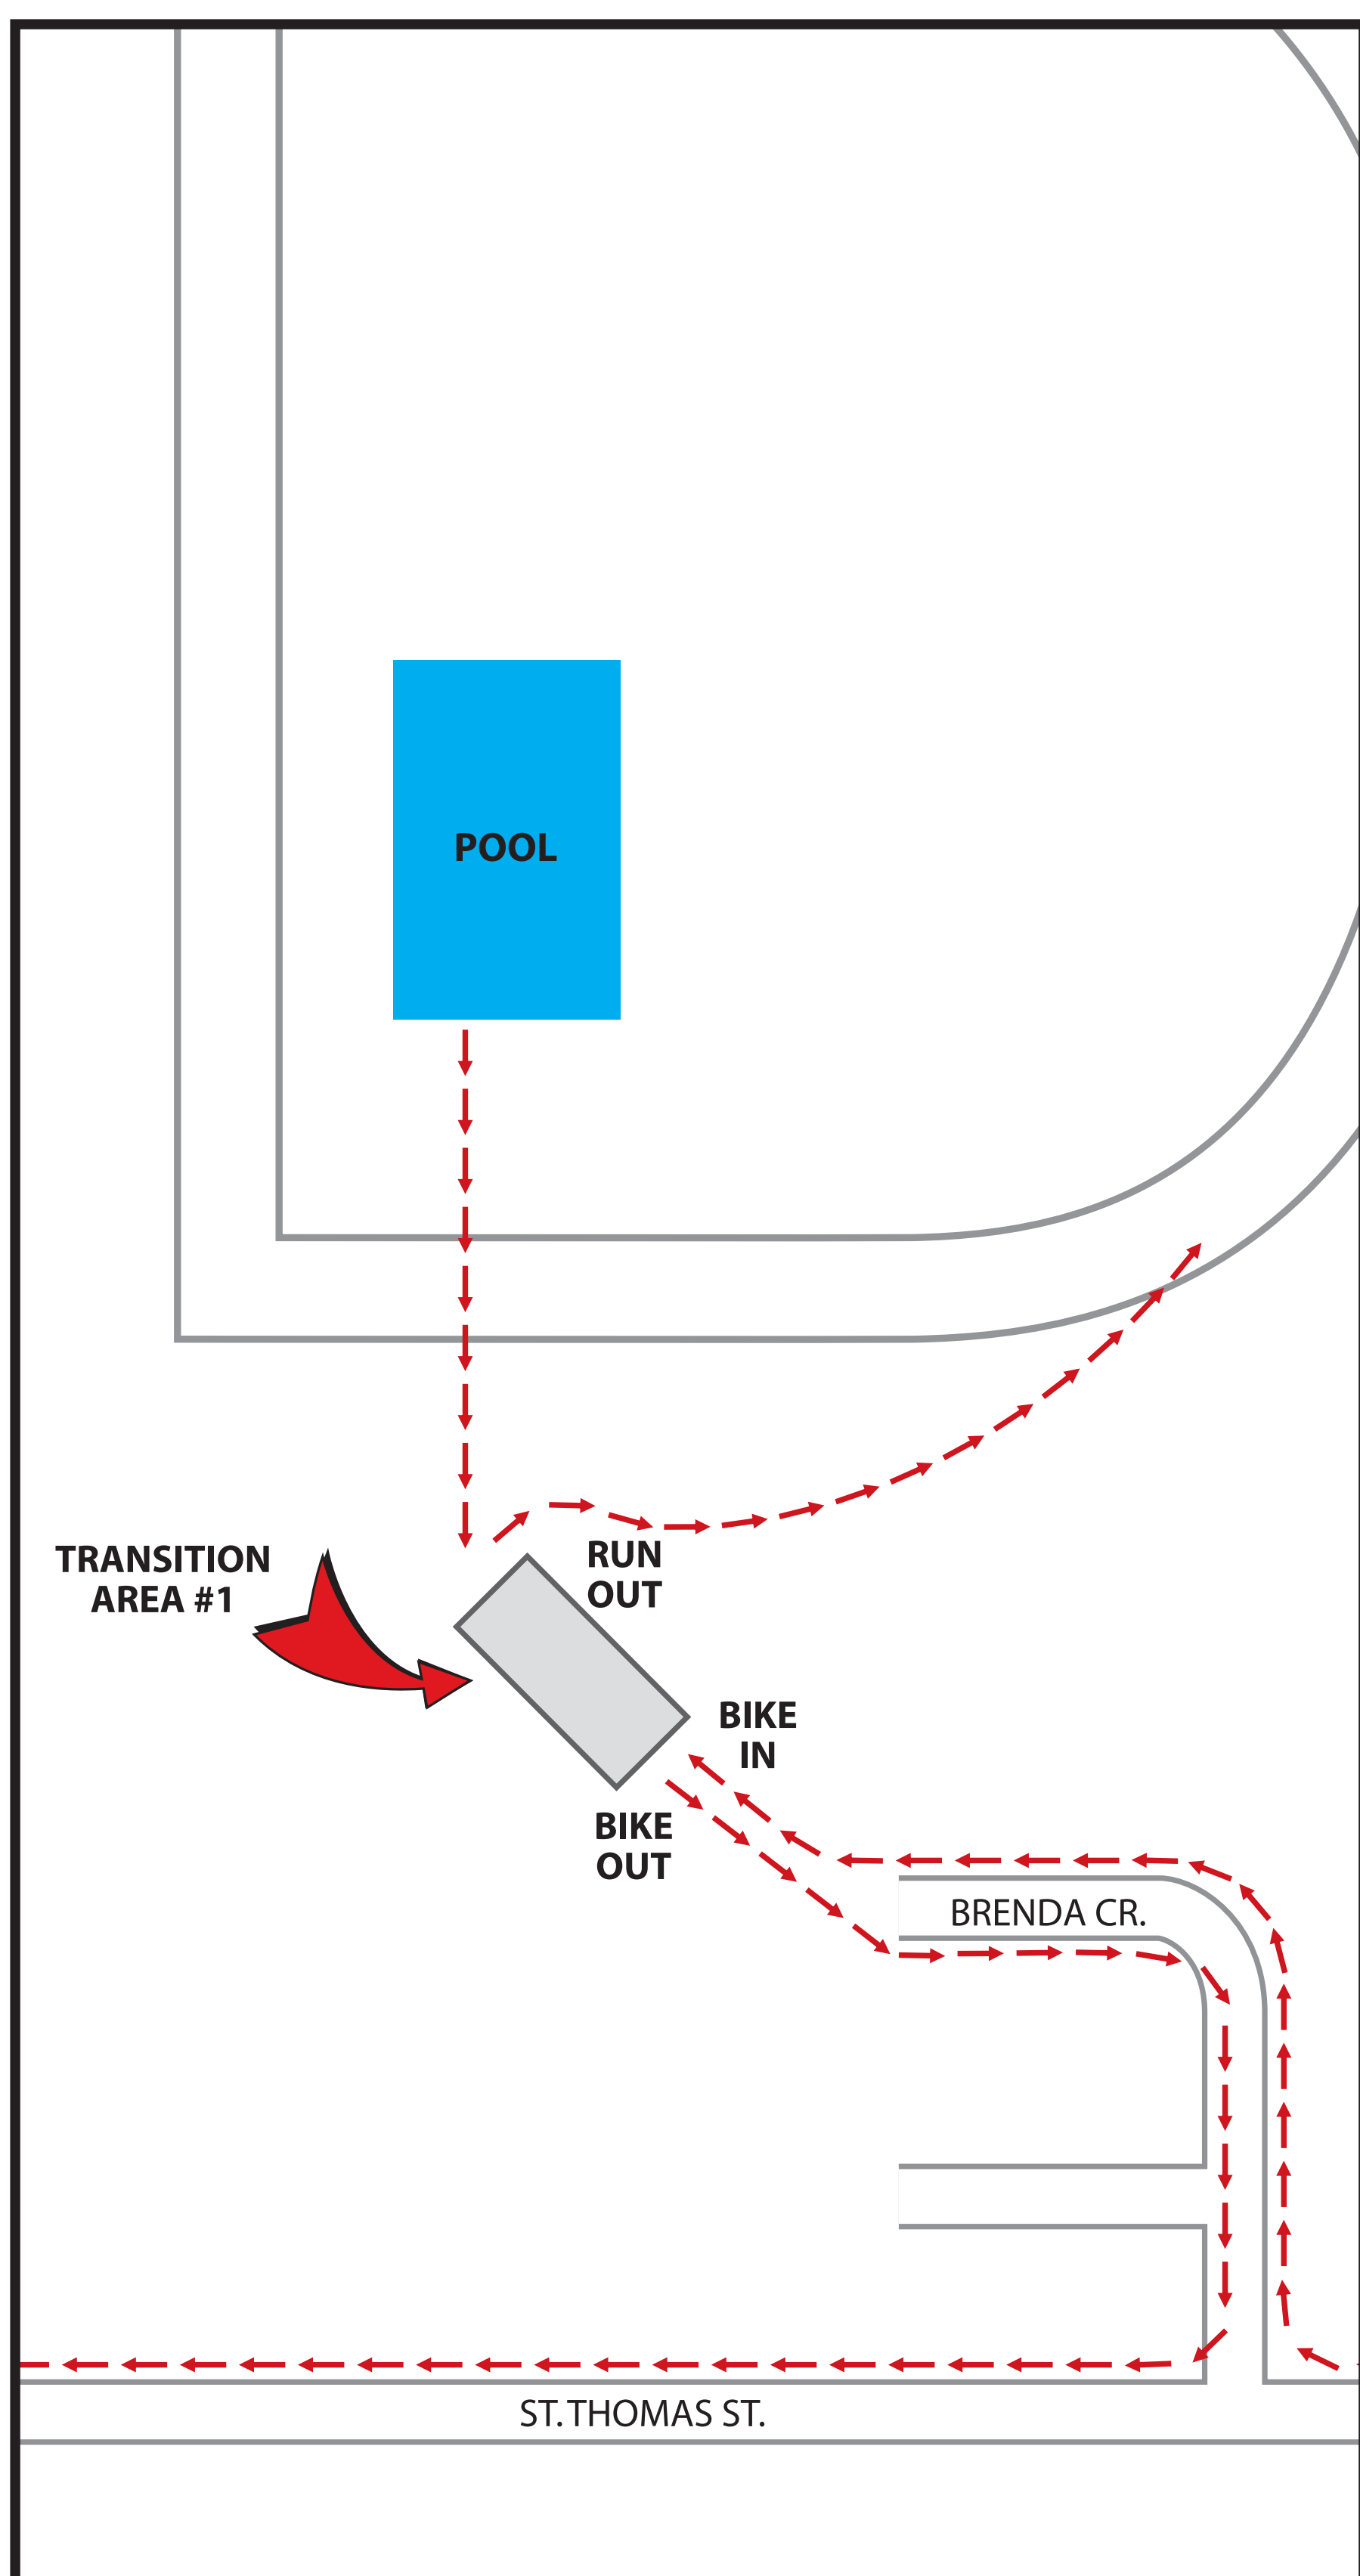 POOL
TRANSITION
AREA #1
RUN
OUT
BIKE
IN
BIKE
OUT
BRENDA CR.
ST. THOMAS ST.